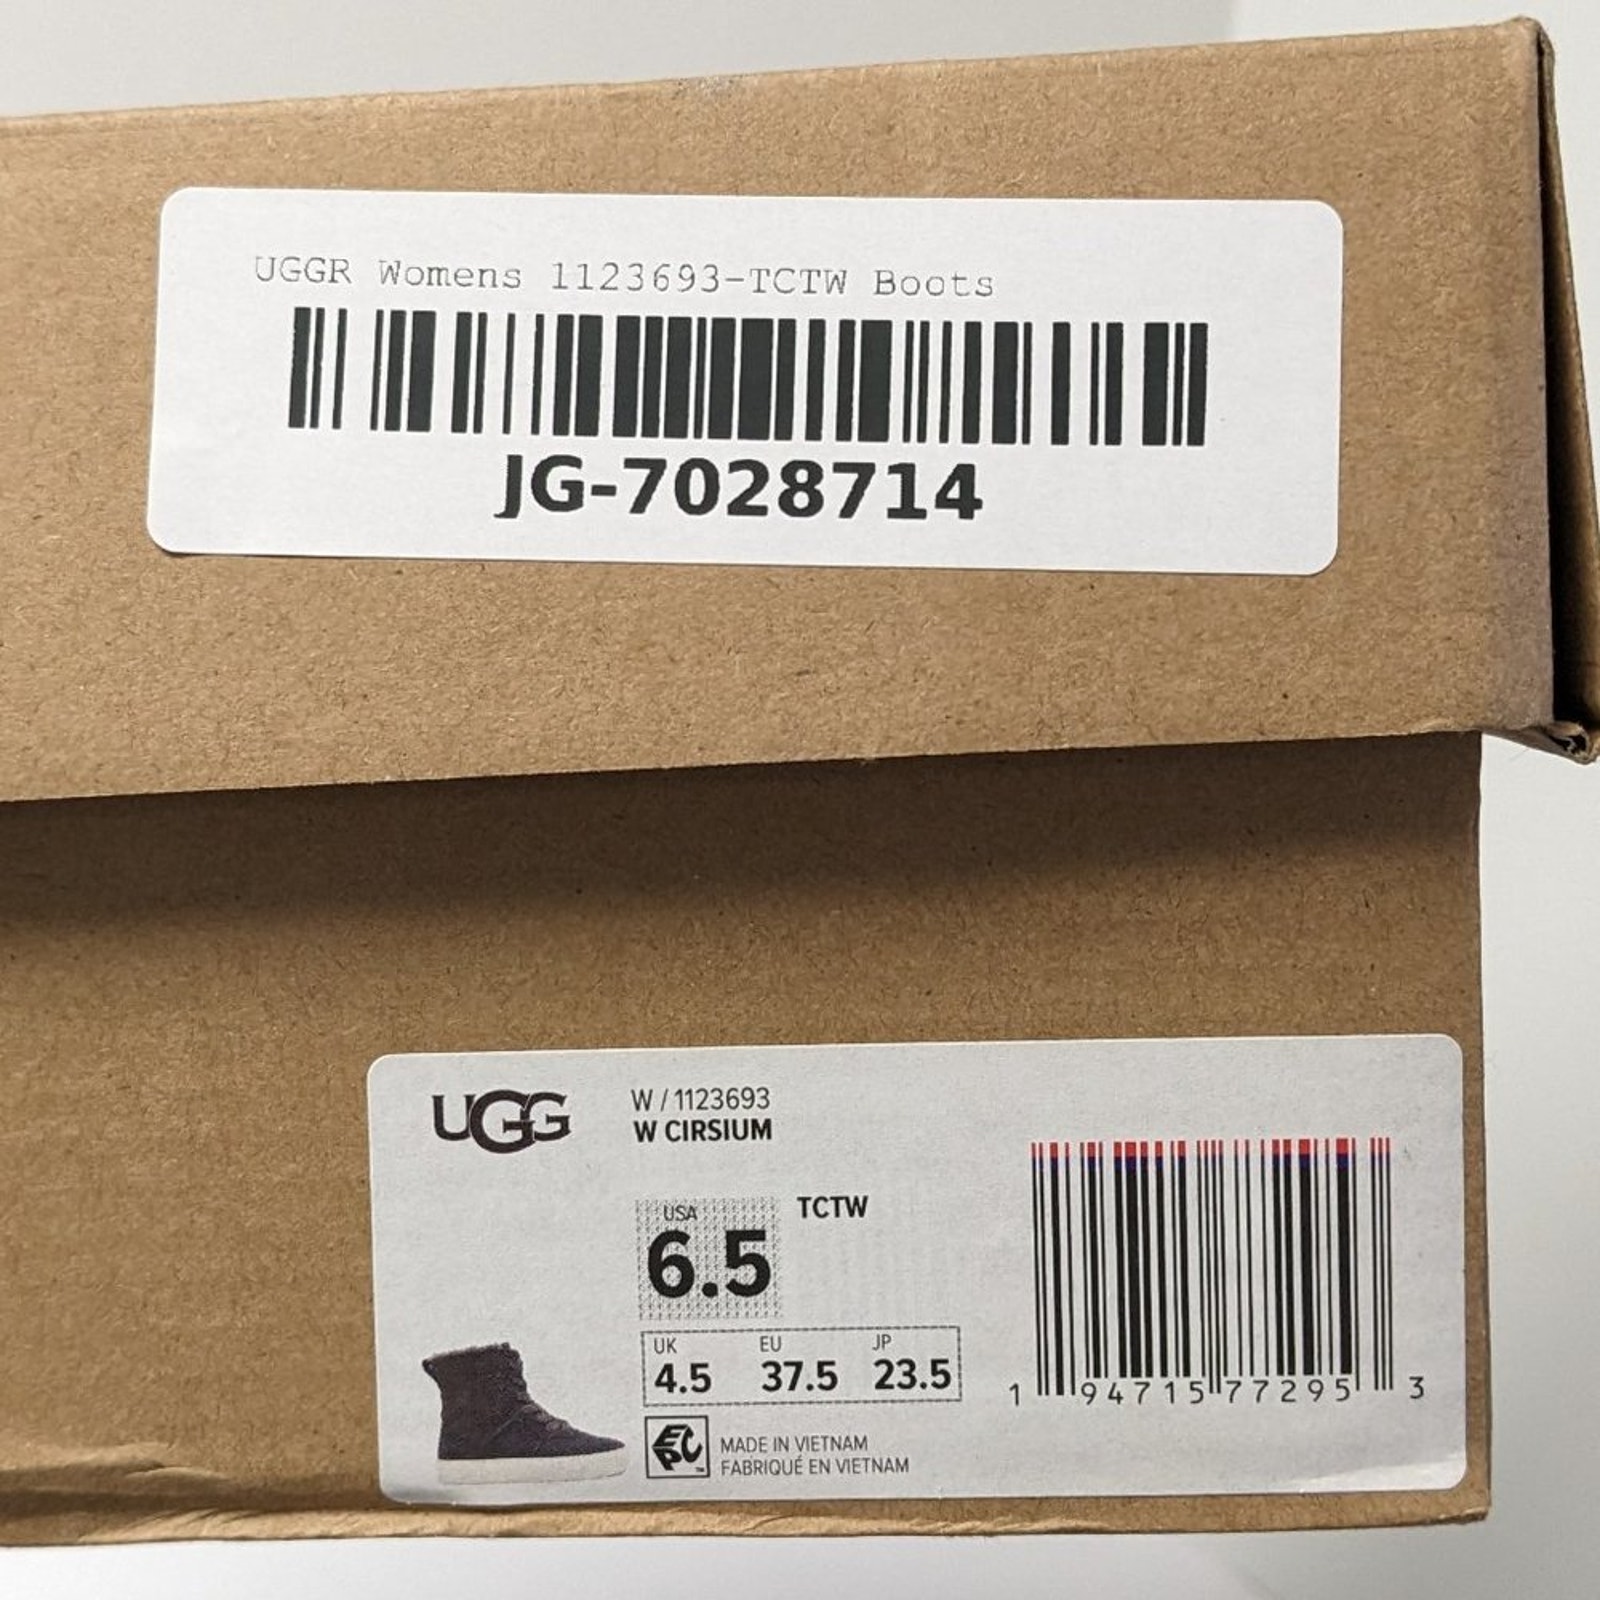 UGGR Womens 1123693-TCTW Boots
JG-7028714
UGG
W / 1123693
W CIRSIUM
USA
6.5
TCTW
UK EU JP
4.5 37.5 23.5
1 94715 77295 3
EPC
MADE IN VIETNAM
FABRIQUÉ EN VIETNAM